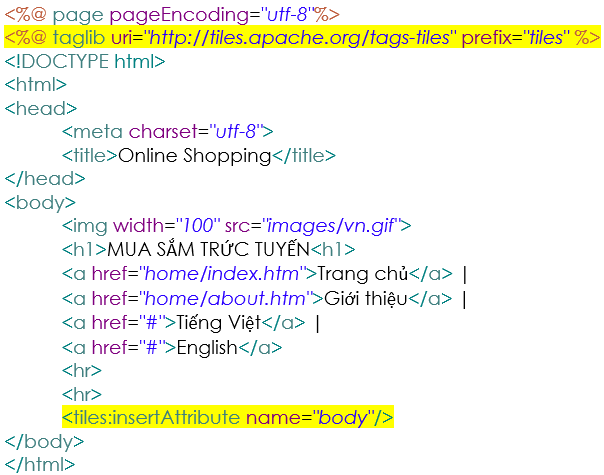 <%@ page pageEncoding="utf-8"%>
<%@ taglib uri="http://tiles.apache.org/tags-tiles" prefix="tiles" %>
<!DOCTYPE html>
<html>
<head>
<meta charset="utf-8">
<title>Online Shopping</title>
</head>
<body>
<img width="100" src="images/vn.gif">
<h1>MUA SẮM TRỨC TUYẾN<h1>
<a href="home/index.htm">Trang chủ</a> |
<a href="home/about.htm">Giới thiệu</a> |
<a href="#">Tiếng Việt</a> |
<a href="#">English</a>
<hr>
<hr>
<tiles:insertAttribute name="body"/>
</body>
</html>